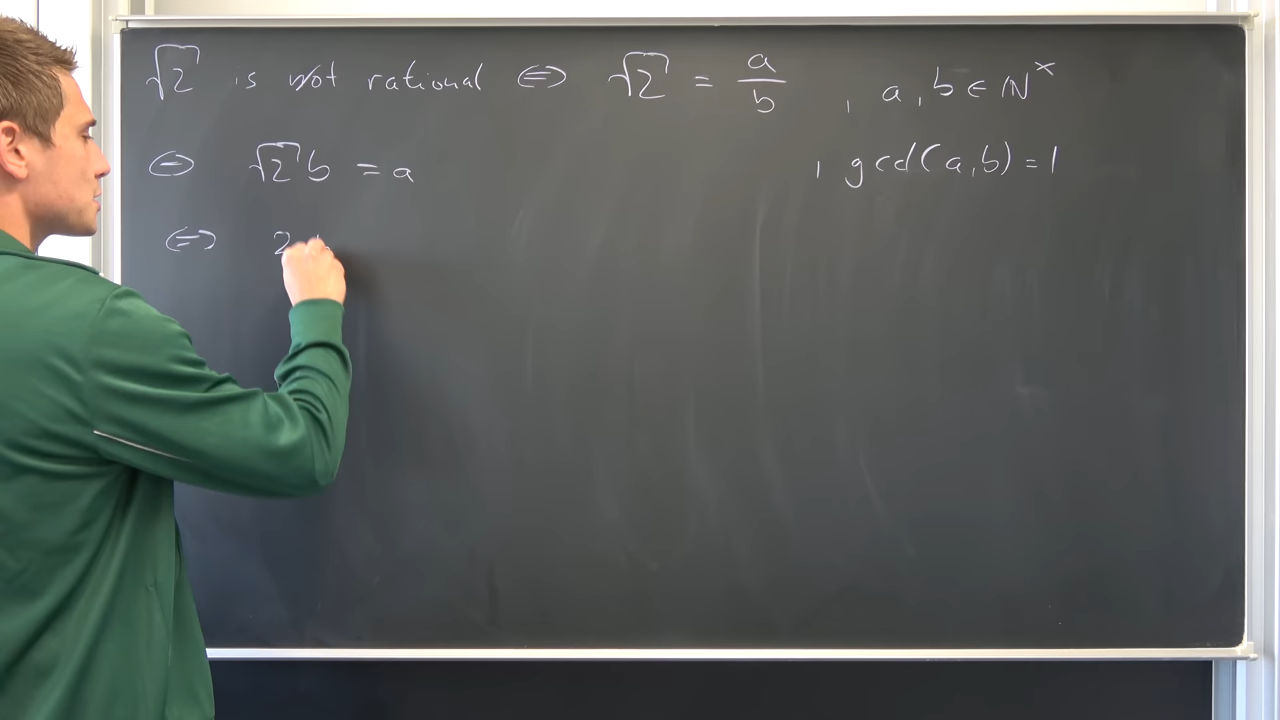 √2 is not rational ⇔ √2 = a/b , a, b ∈ ℕ^×
⇔ √2 b = a , gcd(a,b) = 1
⇔ 2